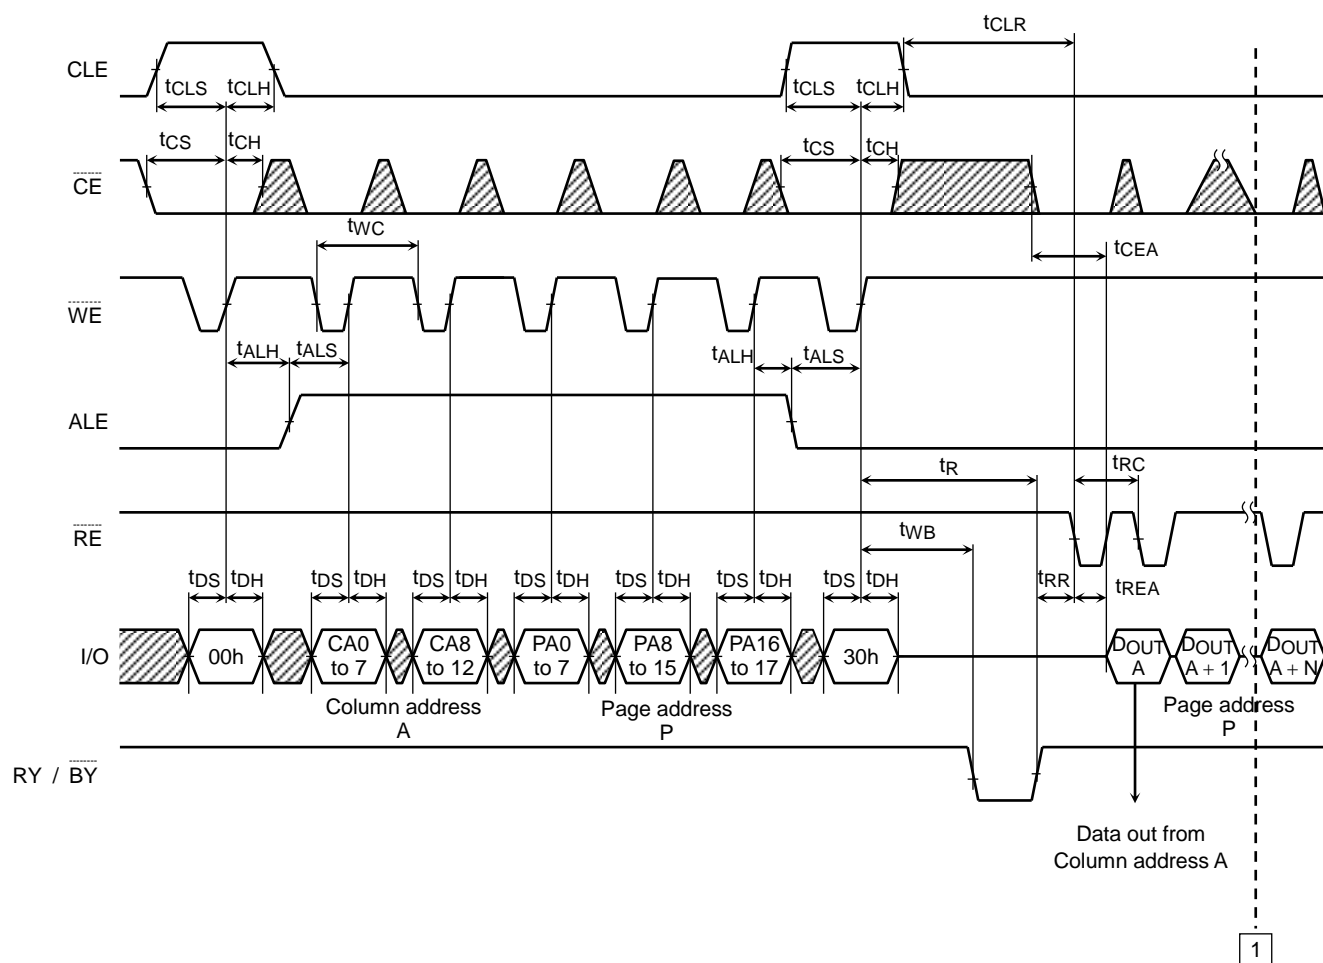 tCLR
CLE
tCLS tCLH tCLS tCLH
tCS tCH tCS tCH
CE
tWC
tCEA
WE
tALH tALS tALH tALS
ALE
tR
tRC
RE
tWB
tDS tDH tDS tDH tDS tDH tDS tDH tDS tDH tDS tDH tDS tDH tRR tREA
I/O
00h
CA0
to 7
CA8
to 12
PA0
to 7
PA8
to 15
PA16
to 17
30h
DOUT
A
DOUT
A + 1
DOUT
A + N
Column address
A
Page address
P
Page address
P
RY / BY
Data out from
Column address A
1